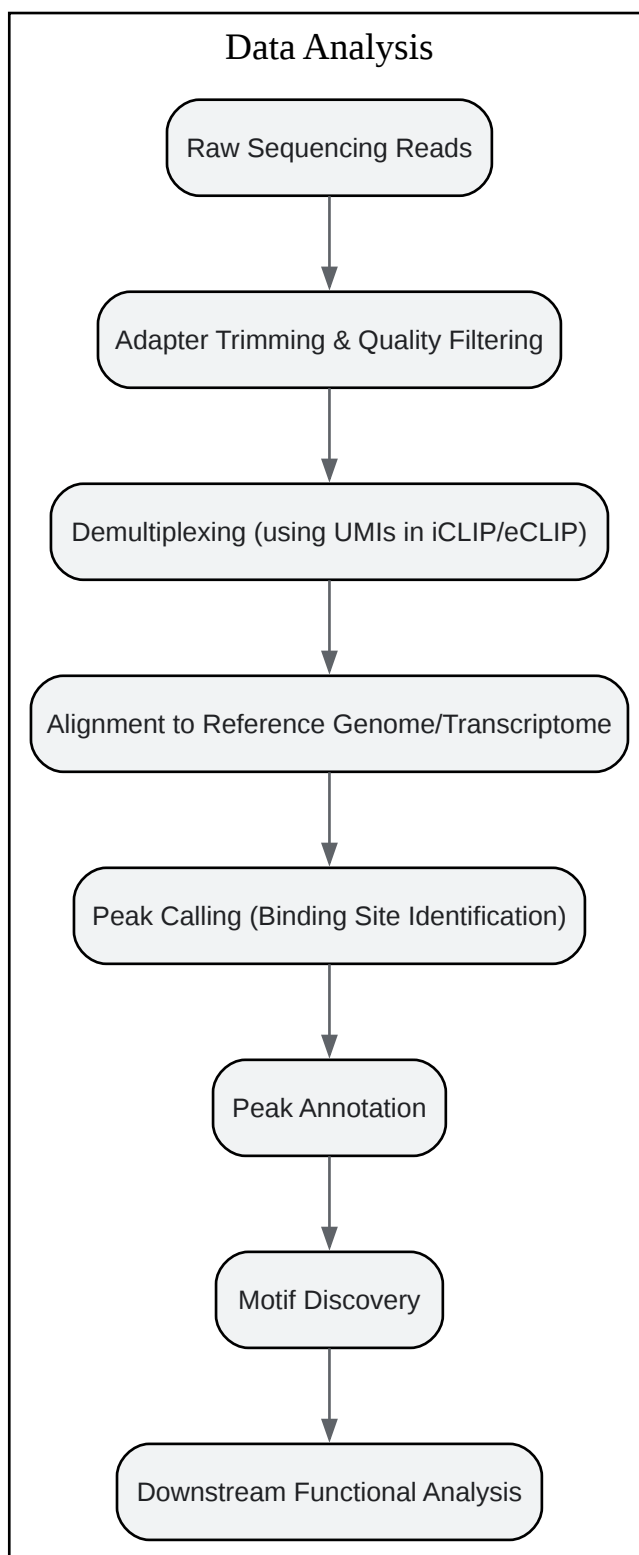 Data Analysis
Raw Sequencing Reads
Adapter Trimming & Quality Filtering
Demultiplexing (using UMIs in iCLIP/eCLIP)
Alignment to Reference Genome/Transcriptome
Peak Calling (Binding Site Identification)
Peak Annotation
Motif Discovery
Downstream Functional Analysis